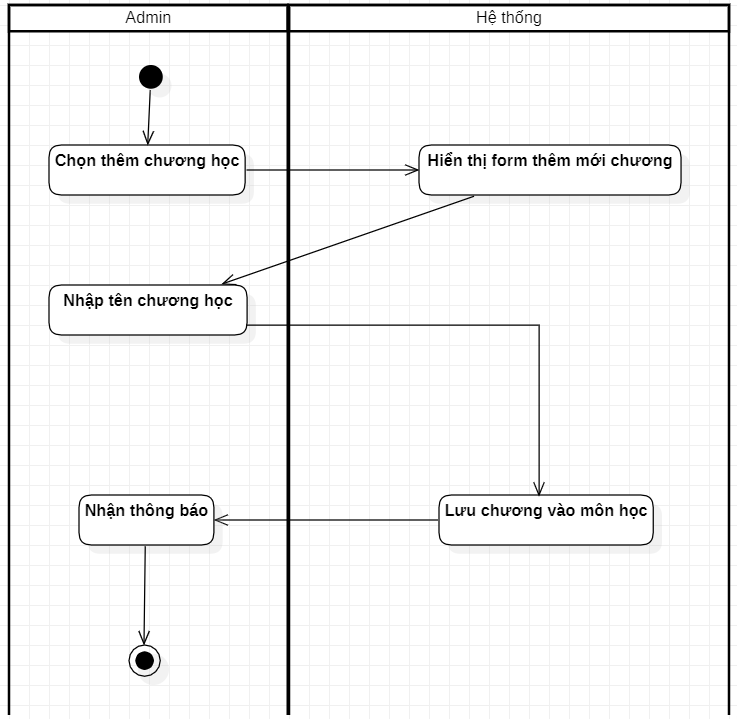 Admin
Hệ thống
Chọn thêm chương học
Hiển thị form thêm mới chương
Nhập tên chương học
Nhận thông báo
Lưu chương vào môn học